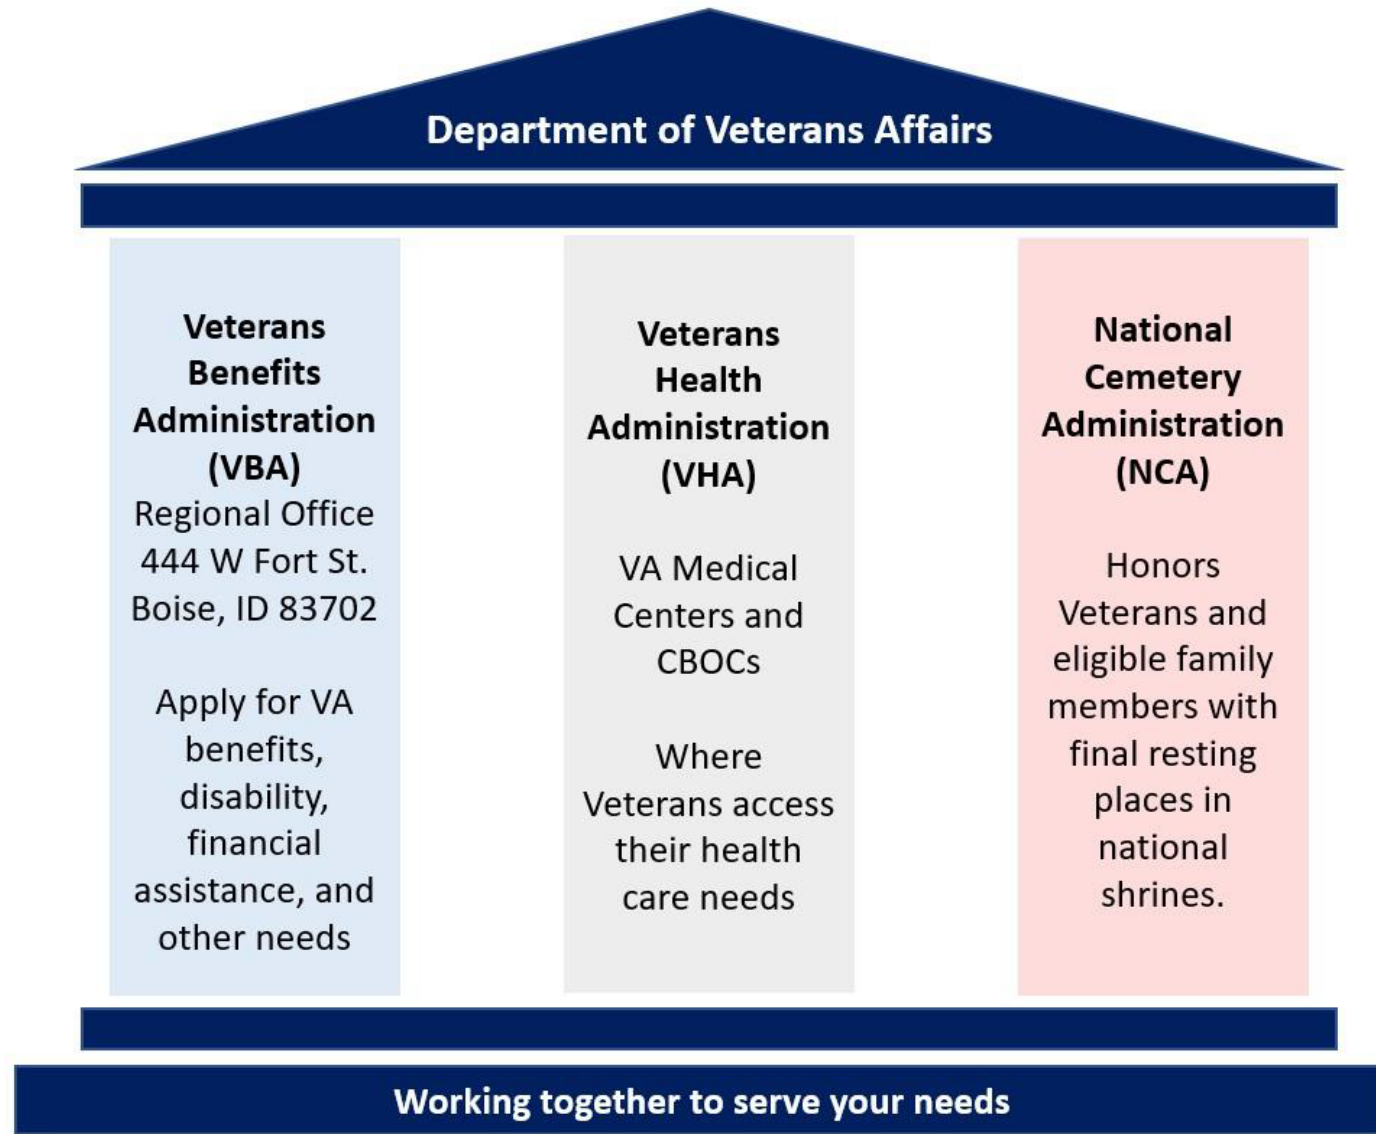 Department of Veterans Affairs
Veterans
Benefits
Administration
(VBA)
Regional Office
444 W Fort St.
Boise, ID 83702
Apply for VA
benefits,
disability,
financial
assistance, and
other needs
Veterans
Health
Administration
(VHA)
VA Medical
Centers and
CBOCs
Where
Veterans access
their health
care needs
National
Cemetery
Administration
(NCA)
Honors
Veterans and
eligible family
members with
final resting
places in
national
shrines.
Working together to serve your needs